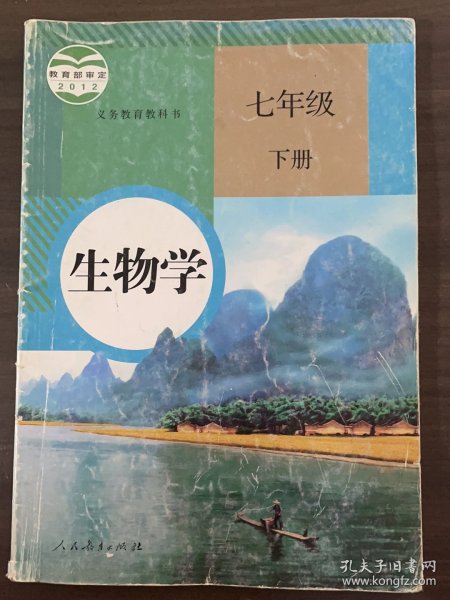 教育部审定
2012
义务教育教科书
七年级
下册
生物学
人民教育出版社
孔夫子旧书网
www.kongfz.com